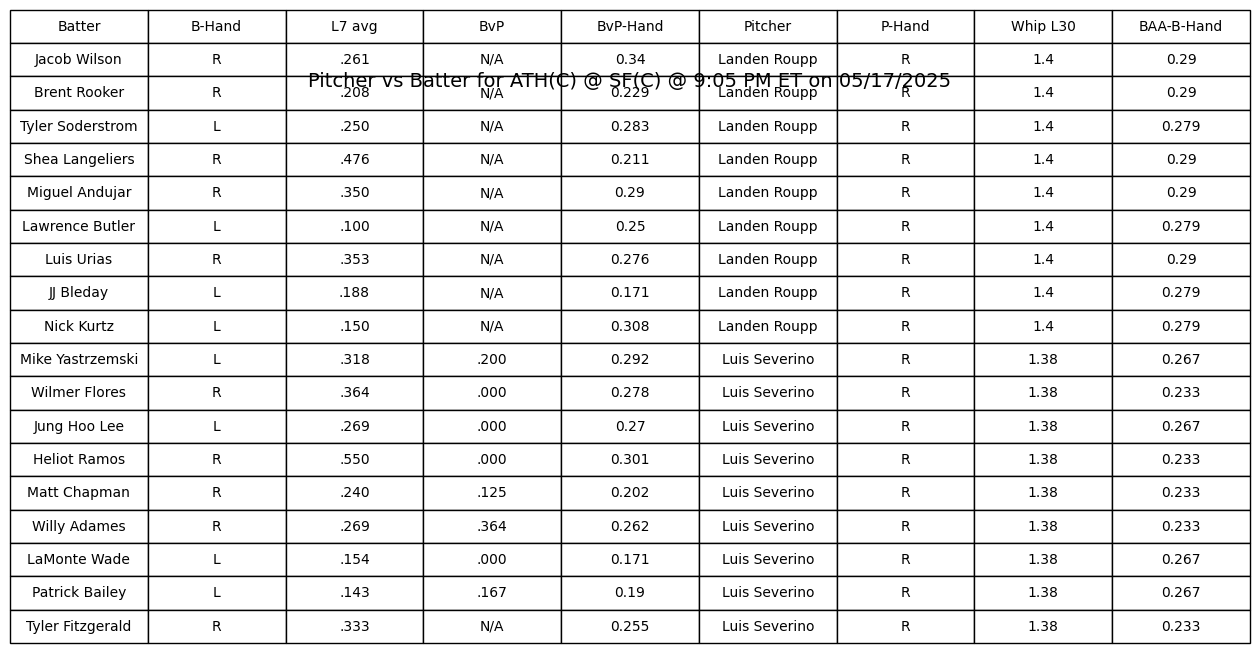 Batter B-Hand L7 avg BvP BvP-Hand Pitcher P-Hand Whip L30 BAA-B-Hand
Jacob Wilson R .261 N/A 0.34 Landen Roupp R 1.4 0.29
Pitcher vs Batter for ATH(C) @ SF(C) @ 9:05 PM ET on 05/17/2025
Brent Rooker R .208 N/A 0.229 Landen Roupp R 1.4 0.29
Tyler Soderstrom L .250 N/A 0.283 Landen Roupp R 1.4 0.279
Shea Langeliers R .476 N/A 0.211 Landen Roupp R 1.4 0.29
Miguel Andujar R .350 N/A 0.29 Landen Roupp R 1.4 0.29
Lawrence Butler L .100 N/A 0.25 Landen Roupp R 1.4 0.279
Luis Urias R .353 N/A 0.276 Landen Roupp R 1.4 0.29
JJ Bleday L .188 N/A 0.171 Landen Roupp R 1.4 0.279
Nick Kurtz L .150 N/A 0.308 Landen Roupp R 1.4 0.279
Mike Yastrzemski L .318 .200 0.292 Luis Severino R 1.38 0.267
Wilmer Flores R .364 .000 0.278 Luis Severino R 1.38 0.233
Jung Hoo Lee L .269 .000 0.27 Luis Severino R 1.38 0.267
Heliot Ramos R .550 .000 0.301 Luis Severino R 1.38 0.233
Matt Chapman R .240 .125 0.202 Luis Severino R 1.38 0.233
Willy Adames R .269 .364 0.262 Luis Severino R 1.38 0.233
LaMonte Wade L .154 .000 0.171 Luis Severino R 1.38 0.267
Patrick Bailey L .143 .167 0.19 Luis Severino R 1.38 0.267
Tyler Fitzgerald R .333 N/A 0.255 Luis Severino R 1.38 0.233